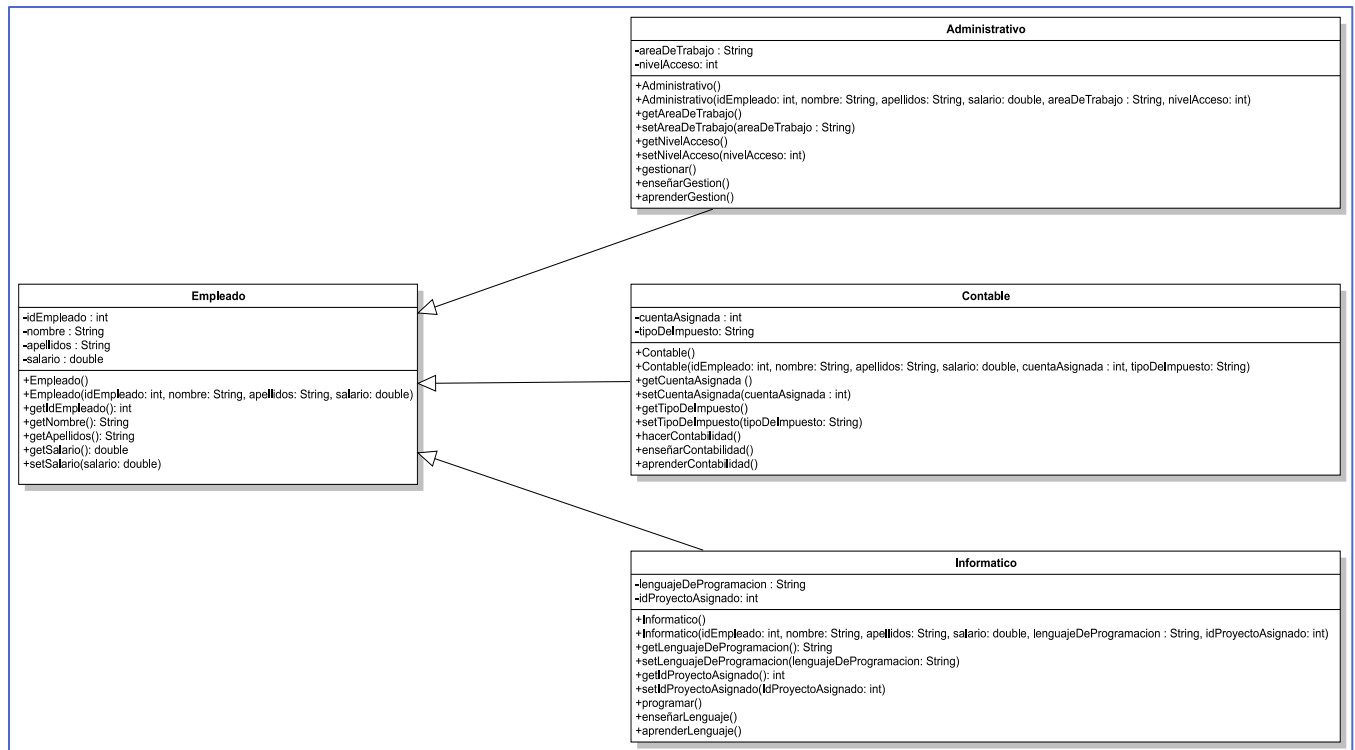 Administrativo
-areaDeTrabajo : String
-nivelAcceso: int
+Administrativo()
+Administrativo(idEmpleado: int, nombre: String, apellidos: String, salario: double, areaDeTrabajo : String, nivelAcceso: int)
+getAreaDeTrabajo()
+setAreaDeTrabajo(areaDeTrabajo : String)
+getNivelAcceso()
+setNivelAcceso(nivelAcceso: int)
+gestionar()
+enseñarGestion()
+aprenderGestion()
Empleado
-idEmpleado : int
-nombre : String
-apellidos : String
-salario : double
+Empleado()
+Empleado(idEmpleado: int, nombre: String, apellidos: String, salario: double)
+getIdEmpleado(): int
+getNombre(): String
+getApellidos(): String
+getSalario(): double
+setSalario(salario: double)
Contable
-cuentaAsignada : int
-tipoDeImpuesto: String
+Contable()
+Contable(idEmpleado: int, nombre: String, apellidos: String, salario: double, cuentaAsignada : int, tipoDeImpuesto: String)
+getCuentaAsignada ()
+setCuentaAsignada(cuentaAsignada : int)
+getTipoDeImpuesto()
+setTipoDeImpuesto(tipoDeImpuesto: String)
+hacerContabilidad()
+enseñarContabilidad()
+aprenderContabilidad()
Informatico
-lenguajeDeProgramacion : String
-idProyectoAsignado: int
+Informatico()
+Informatico(idEmpleado: int, nombre: String, apellidos: String, salario: double, lenguajeDeProgramacion : String, idProyectoAsignado: int)
+getLenguajeDeProgramacion(): String
+setLenguajeDeProgramacion(lenguajeDeProgramacion: String)
+getIdProyectoAsignado(): int
+setIdProyectoAsignado(IdProyectoAsignado: int)
+programar()
+enseñarLenguaje()
+aprenderLenguaje()